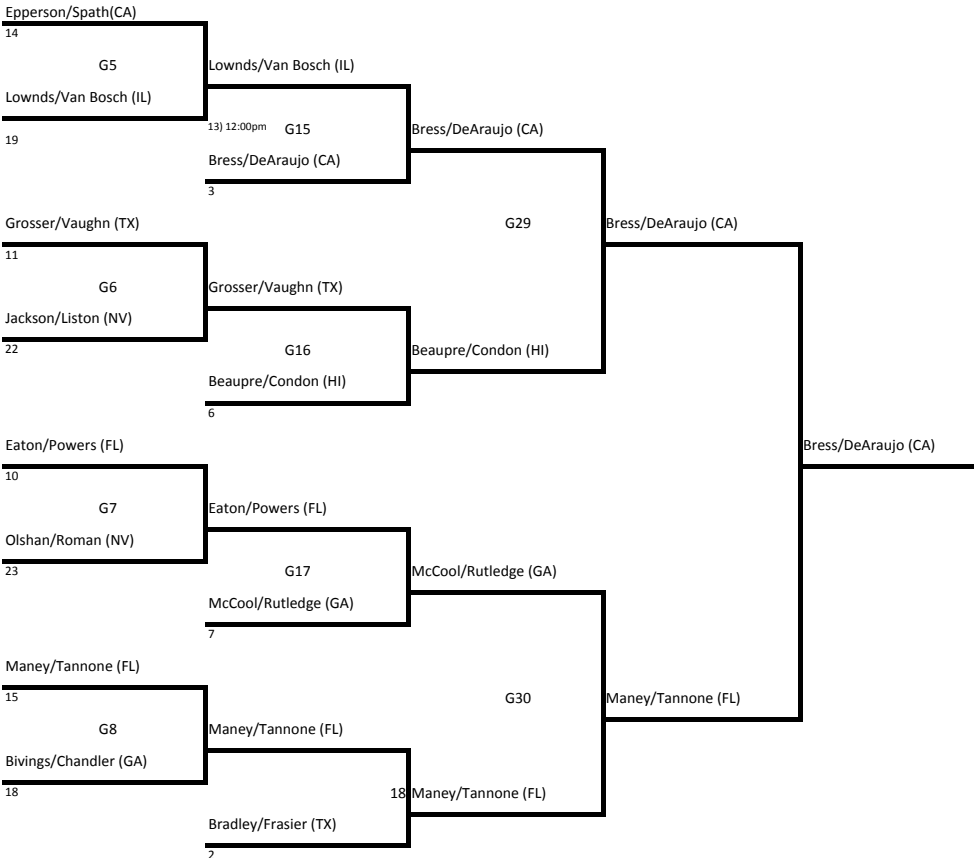 Epperson/Spath(CA)
14
G5
Lownds/Van Bosch (IL)
Lownds/Van Bosch (IL)
19
13) 12:00pm G15
Bress/DeAraujo (CA)
Bress/DeAraujo (CA)
3
Grosser/Vaughn (TX)
G29
Bress/DeAraujo (CA)
11
G6
Grosser/Vaughn (TX)
Jackson/Liston (NV)
22
G16
Beaupre/Condon (HI)
Beaupre/Condon (HI)
6
Eaton/Powers (FL)
Bress/DeAraujo (CA)
10
G7
Eaton/Powers (FL)
Olshan/Roman (NV)
23
G17
McCool/Rutledge (GA)
McCool/Rutledge (GA)
7
Maney/Tannone (FL)
15
G30
Maney/Tannone (FL)
G8
Maney/Tannone (FL)
Bivings/Chandler (GA)
18
18 Maney/Tannone (FL)
Bradley/Frasier (TX)
2